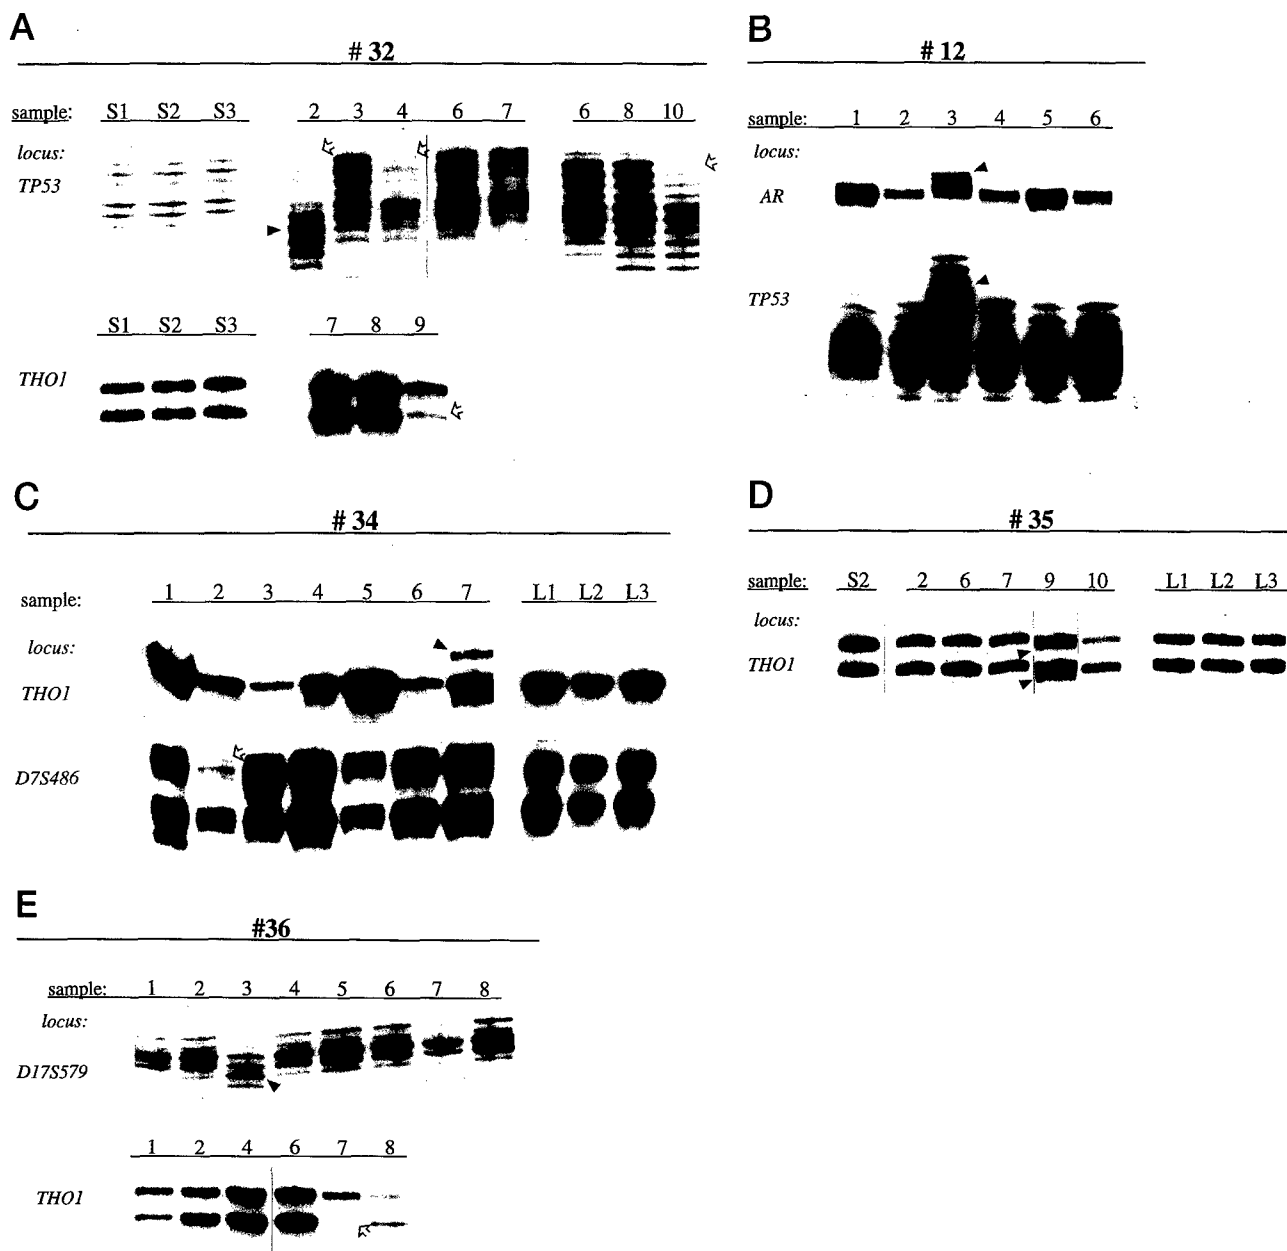 A
# 32
sample: S1 S2 S3 2 3 4 6 7 6 8 10
locus:
TP53
S1 S2 S3 7 8 9
THO1
B
# 12
sample: 1 2 3 4 5 6
locus:
AR
TP53
C
# 34
sample: 1 2 3 4 5 6 7 L1 L2 L3
locus:
THO1
D7S486
D
# 35
sample: S2 2 6 7 9 10 L1 L2 L3
locus:
THO1
E
#36
sample: 1 2 3 4 5 6 7 8
locus:
D17S579
1 2 4 6 7 8
THO1